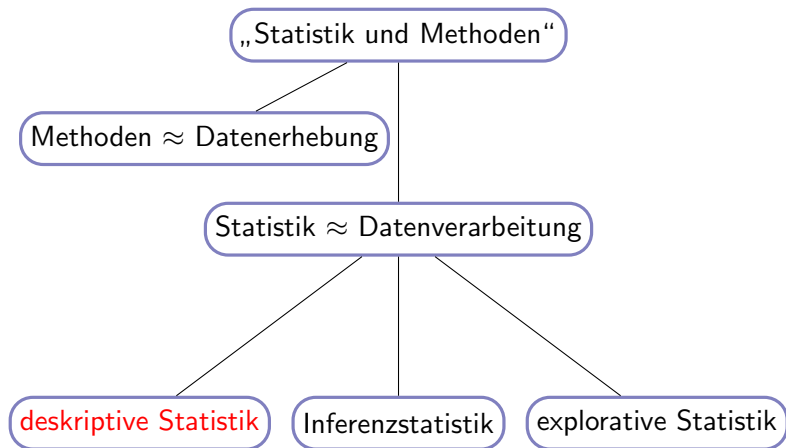 „Statistik und Methoden“
Methoden ≈ Datenerhebung
Statistik ≈ Datenverarbeitung
deskriptive Statistik
Inferenzstatistik
explorative Statistik